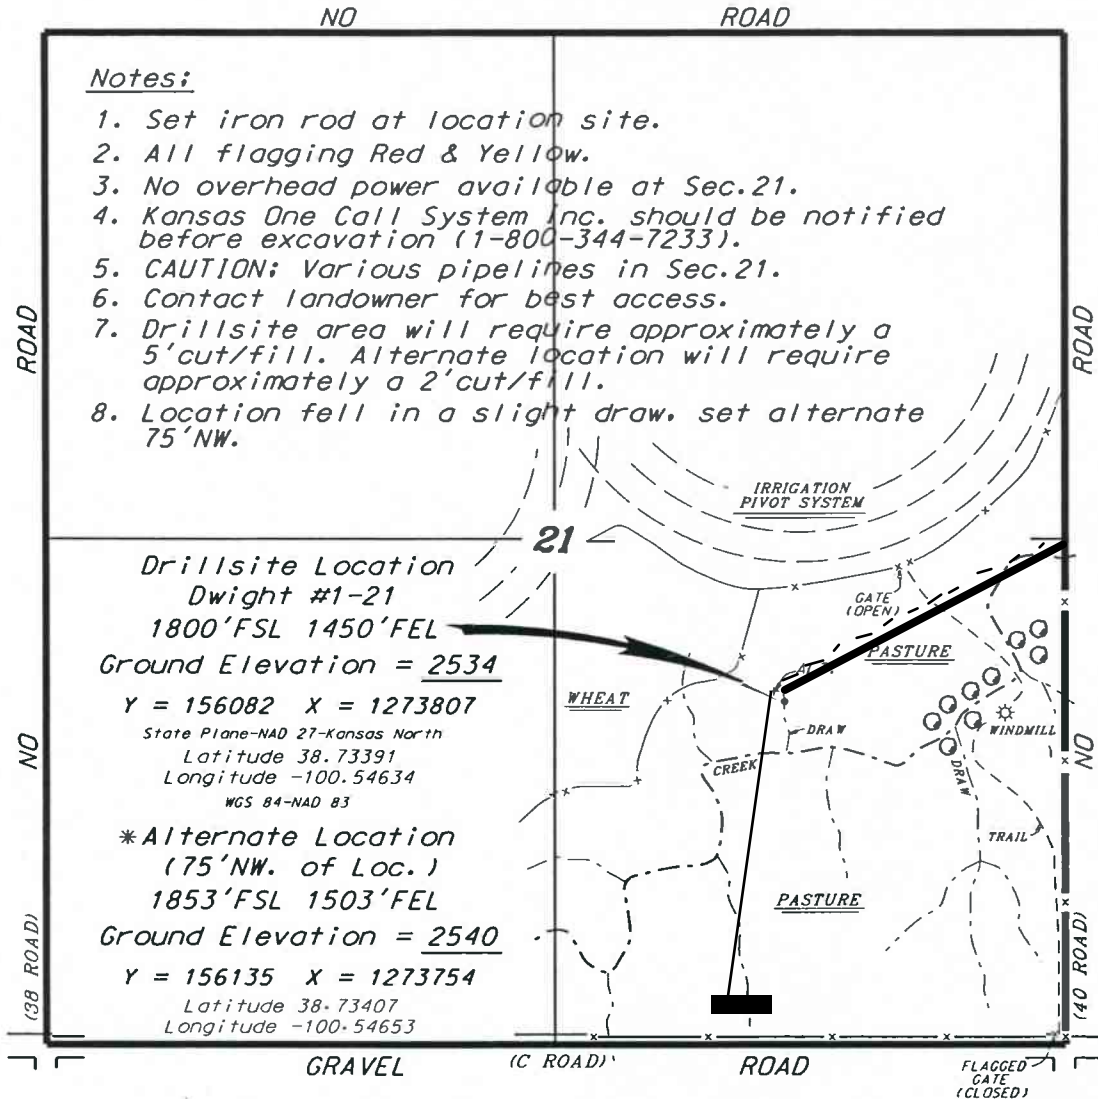 NO ROAD
Notes:
1. Set iron rod at location site.
2. All flagging Red & Yellow.
3. No overhead power available at Sec.21.
4. Kansas One Call System Inc. should be notified
before excavation (1-800-344-7233).
5. CAUTION: Various pipelines in Sec.21.
6. Contact landowner for best access.
7. Drillsite area will require approximately a
5'cut/fill. Alternate location will require
approximately a 2'cut/fill.
8. Location fell in a slight draw. set alternate
75'NW.
ROAD
ROAD
IRRIGATION
PIVOT SYSTEM
21
Drillsite Location
Dwight #1-21
1800'FSL 1450'FEL
Ground Elevation = 2534
Y = 156082 X = 1273807
State Plane-NAD 27-Kansas North
Latitude 38.73391
Longitude -100.54634
WGS 84-NAD 83
*Alternate Location
(75'NW. of Loc.)
1853'FSL 1503'FEL
Ground Elevation = 2540
Y = 156135 X = 1273754
Latitude 38.73407
Longitude -100.54653
GATE
(OPEN)
PASTURE
WHEAT
DRAW
WINDMILL
CREEK
DRAW
TRAIL
PASTURE
NO
NO
(38 ROAD)
(40 ROAD)
GRAVEL (C ROAD) ROAD
FLAGGED
GATE
(CLOSED)